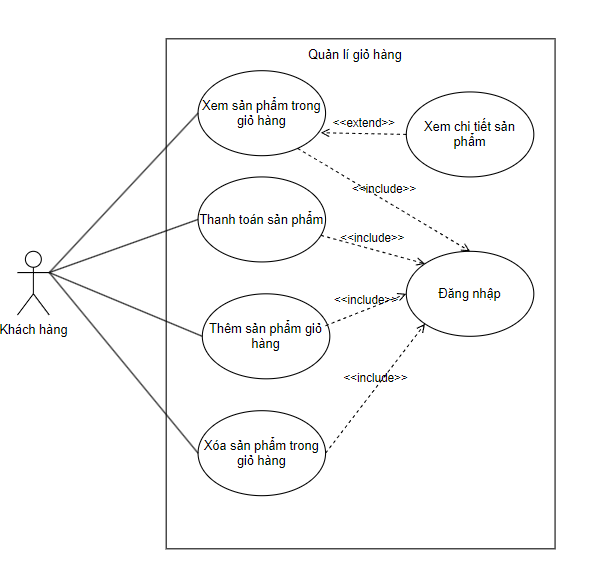 Quản lí giỏ hàng
Xem sản phẩm trong
giỏ hàng
<<extend>>
Xem chi tiết sản
phẩm
<<include>>
Thanh toán sản phẩm
<<include>>
Đăng nhập
<<include>>
Thêm sản phẩm giỏ
hàng
Khách hàng
<<include>>
Xóa sản phẩm trong
giỏ hàng